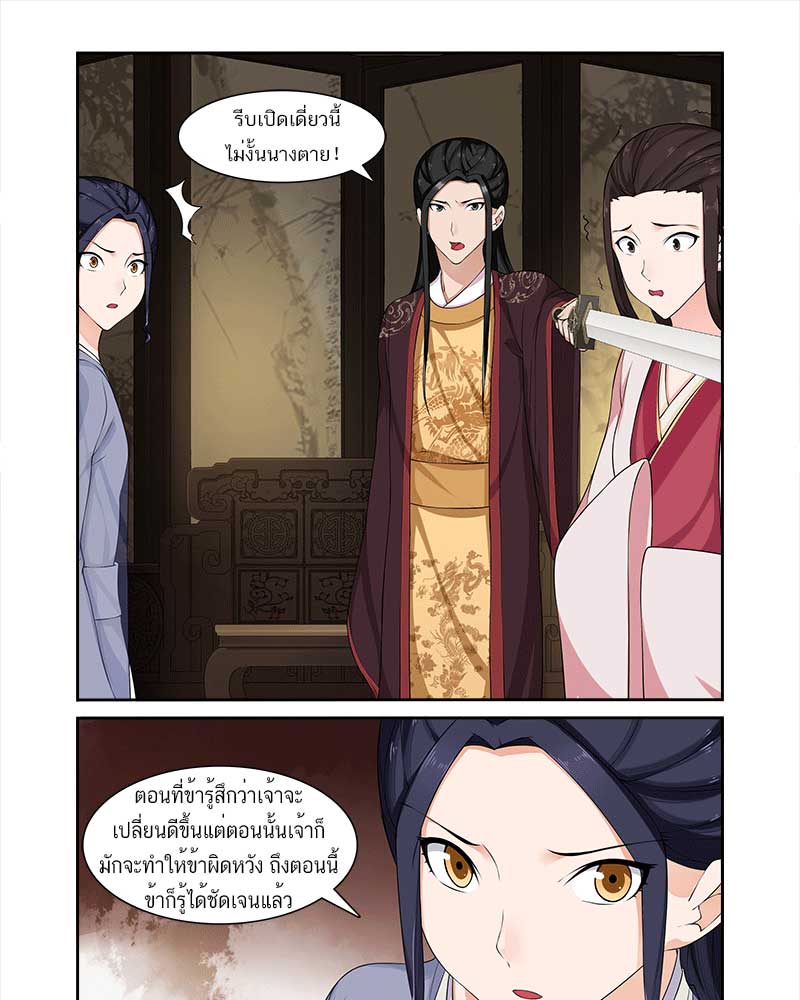 รีบเปิดเดี๋ยวนี้
ไม่งั้นนางตาย!
ตอนที่ข้ารู้สึกว่าเจ้าจะ
เปลี่ยนดีขึ้นแต่ตอนนั้นเจ้าก็
มักจะทำให้ข้าผิดหวัง ถึงตอนนี้
ข้าก็รู้ได้ชัดเจนแล้ว